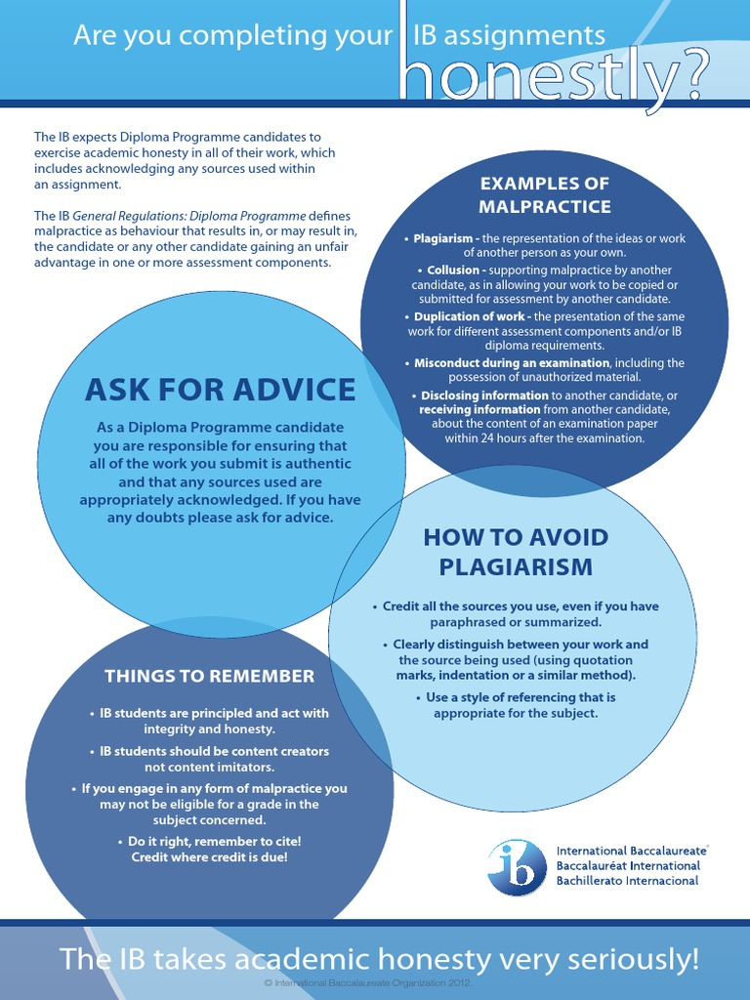 Are you completing your IB assignments
honestly?
The IB expects Diploma Programme candidates to
exercise academic honesty in all of their work, which
includes acknowledging any sources used within
an assignment.
The IB General Regulations: Diploma Programme defines
malpractice as behaviour that results in, or may result in,
the candidate or any other candidate gaining an unfair
advantage in one or more assessment components.
EXAMPLES OF
MALPRACTICE
• Plagiarism - the representation of the ideas or work
of another person as your own.
• Collusion - supporting malpractice by another
candidate, as in allowing your work to be copied or
submitted for assessment by another candidate.
• Duplication of work - the presentation of the same
work for different assessment components and/or IB
diploma requirements.
• Misconduct during an examination, including the
possession of unauthorized material.
• Disclosing information to another candidate, or
receiving information from another candidate,
about the content of an examination paper
within 24 hours after the examination.
ASK FOR ADVICE
As a Diploma Programme candidate
you are responsible for ensuring that
all of the work you submit is authentic
and that any sources used are
appropriately acknowledged. If you have
any doubts please ask for advice.
HOW TO AVOID
PLAGIARISM
• Credit all the sources you use, even if you have
paraphrased or summarized.
• Clearly distinguish between your work and
the source being used (using quotation
marks, indentation or a similar method).
• Use a style of referencing that is
appropriate for the subject.
THINGS TO REMEMBER
• IB students are principled and act with
integrity and honesty.
• IB students should be content creators
not content imitators.
• If you engage in any form of malpractice you
may not be eligible for a grade in the
subject concerned.
• Do it right, remember to cite!
Credit where credit is due!
ib
International Baccalaureate®
Baccalauréat International
Bachillerato Internacional
The IB takes academic honesty very seriously!
© International Baccalaureate Organization 2012.